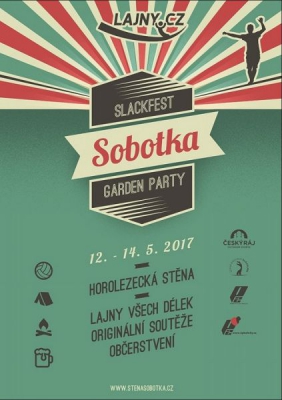 LAJNY.CZ
SLACKFEST
Sobotka
GARDEN PARTY
12. - 14. 5. 2017
HOROLEZECKÁ STĚNA
LAJNY VŠECH DÉLEK
ORIGINÁLNÍ SOUTĚŽE
OBČERSTVENÍ
ČESKÝ RÁJ
WWW.STENASOBOTKA.CZ